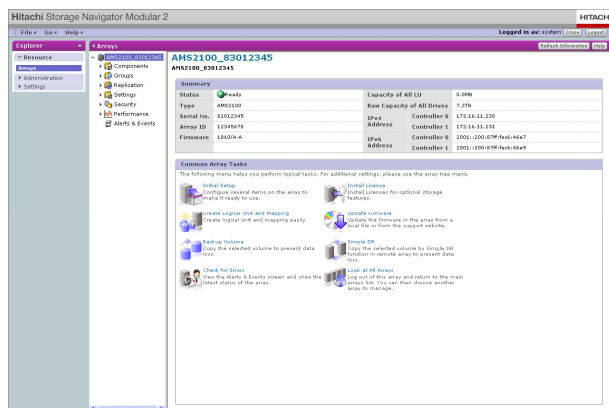 Hitachi Storage Navigator Modular 2
HITACHI
File Go Help
Logged in as: system Close Logout
Explorer
Arrays
Refresh Information Help
Resource
Arrays
Administration
Settings
AMS2100_83012345
Components
Groups
Replication
Settings
Security
Performance
Alerts & Events
AMS2100_83012345
AMS2100_83012345
Summary
Status Ready Capacity of All LU 0.0MB
Type AMS2100 Raw Capacity of All Drives 7.3TB
Serial No. 83012345 IPv4 Address Controller 0 172.16.11.230
Array ID 12345678 Controller 1 172.16.11.231
Firmware 1810/A-A IPv6 Address Controller 0 2001::200:87ff:fec6:46e7
Controller 1 2001::200:87ff:fec6:46e9
Common Array Tasks
The following menu helps you perform typical tasks. For additional settings, please use the array tree menu.
Initial Setup
Configure several items on the array to make it ready to use.
Install License
Install Licenses for optional storage features.
Create Logical Unit and Mapping
Create logical unit and mapping easily.
Update Firmware
Update the firmware in the array from a local file or from the support website.
Backup Volume
Copy the selected volume to prevent data loss.
Simple DR
Copy the selected volume by Simple DR function in remote array to prevent data loss.
Check for Errors
View the Alerts & Events screen and show the latest status of the array.
Look at All Arrays
Log out of this array and return to the main arrays list. You can then choose another array to manage.